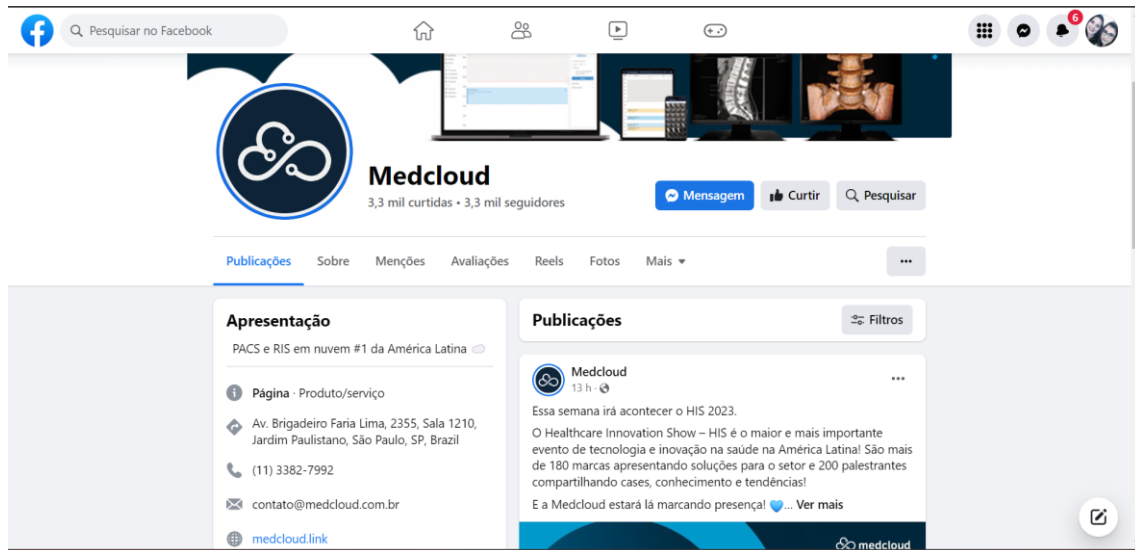 Pesquisar no Facebook
6
Medcloud
3,3 mil curtidas • 3,3 mil seguidores
Mensagem
Curtir
Pesquisar
Publicações Sobre Menções Avaliações Reels Fotos Mais
Apresentação
PACS e RIS em nuvem #1 da América Latina
Página · Produto/serviço
Av. Brigadeiro Faria Lima, 2355, Sala 1210,
Jardim Paulistano, São Paulo, SP, Brazil
(11) 3382-7992
contato@medcloud.com.br
medcloud.link
Publicações
Filtros
Medcloud
13 h ·
Essa semana irá acontecer o HIS 2023.
O Healthcare Innovation Show – HIS é o maior e mais importante
evento de tecnologia e inovação na saúde na América Latina! São mais
de 180 marcas apresentando soluções para o setor e 200 palestrantes
compartilhando cases, conhecimento e tendências!
E a Medcloud estará lá marcando presença! 💙... Ver mais
medcloud